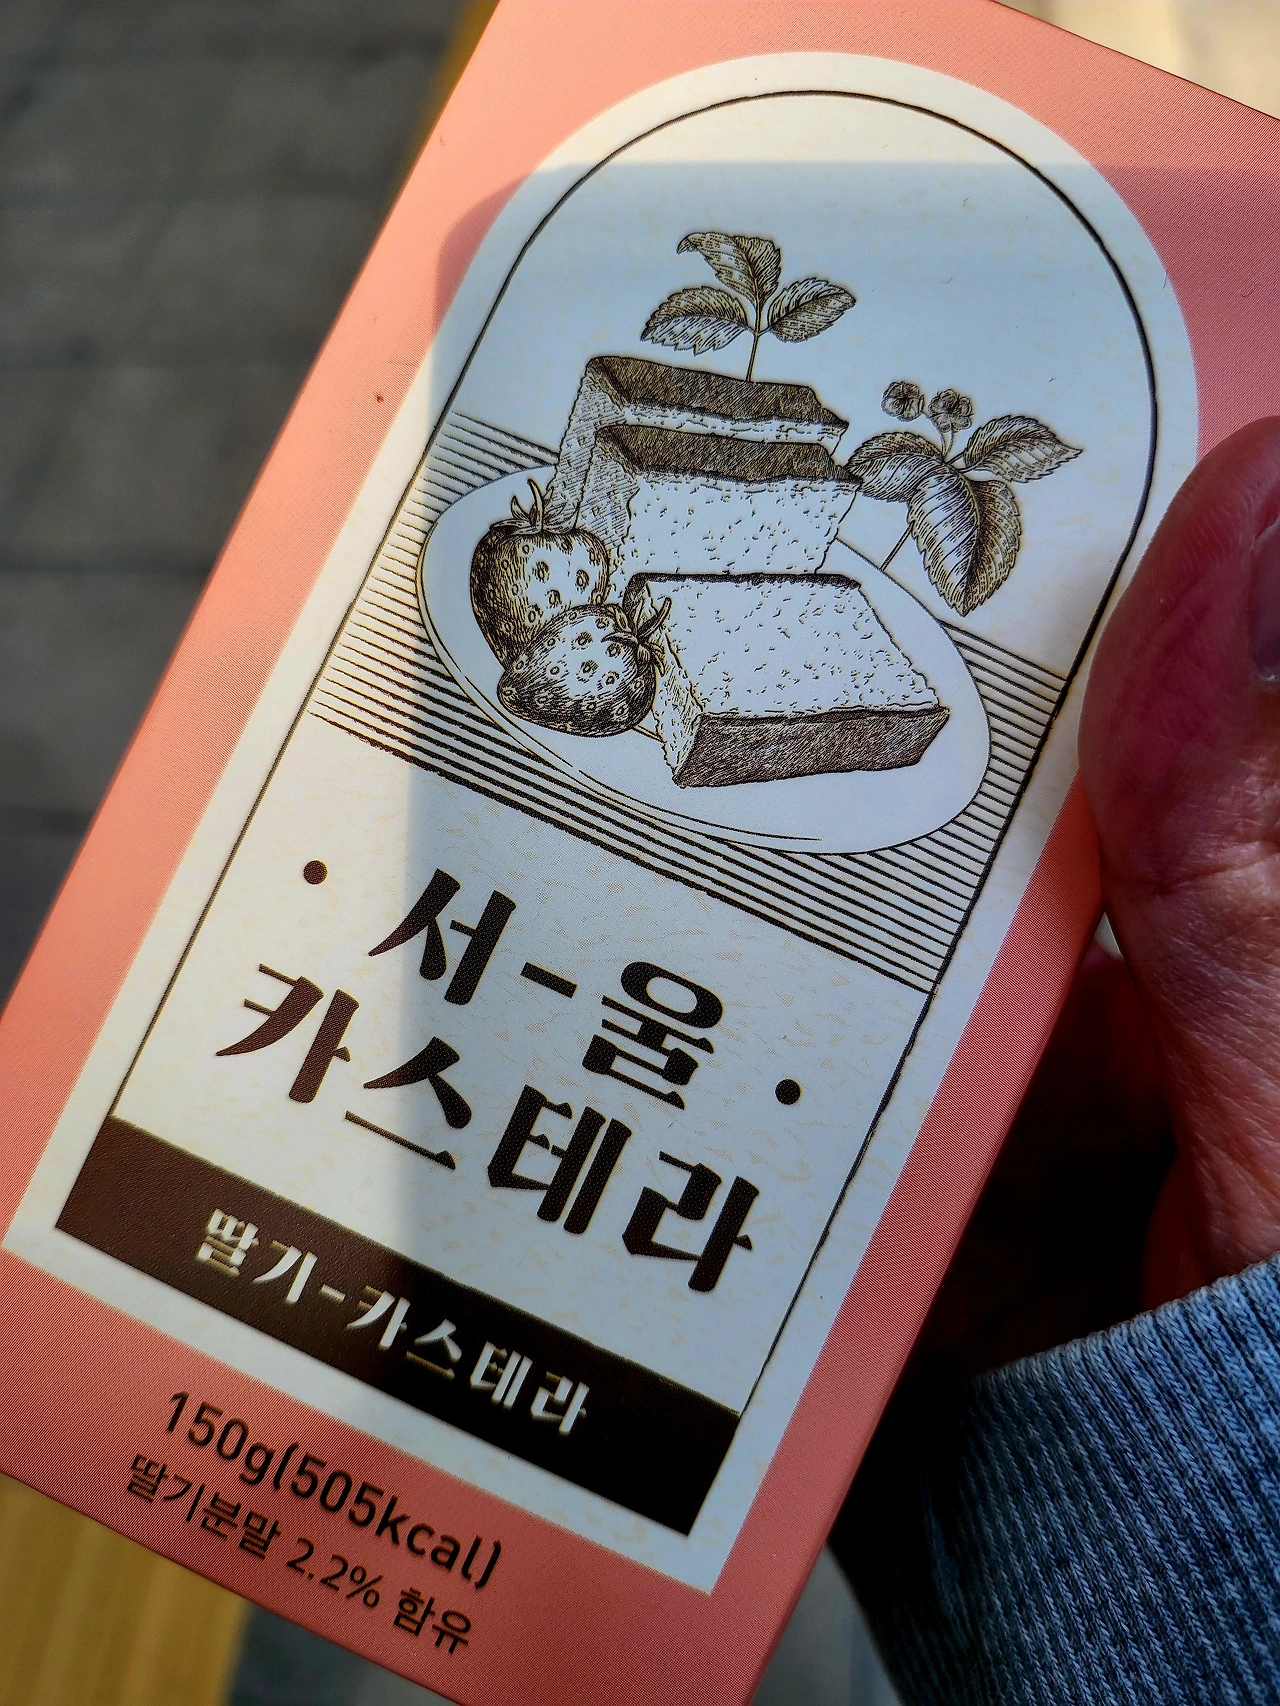 서-울
카스테라
딸기-카스테라
150g(505kcal)
딸기분말 2.2% 함유